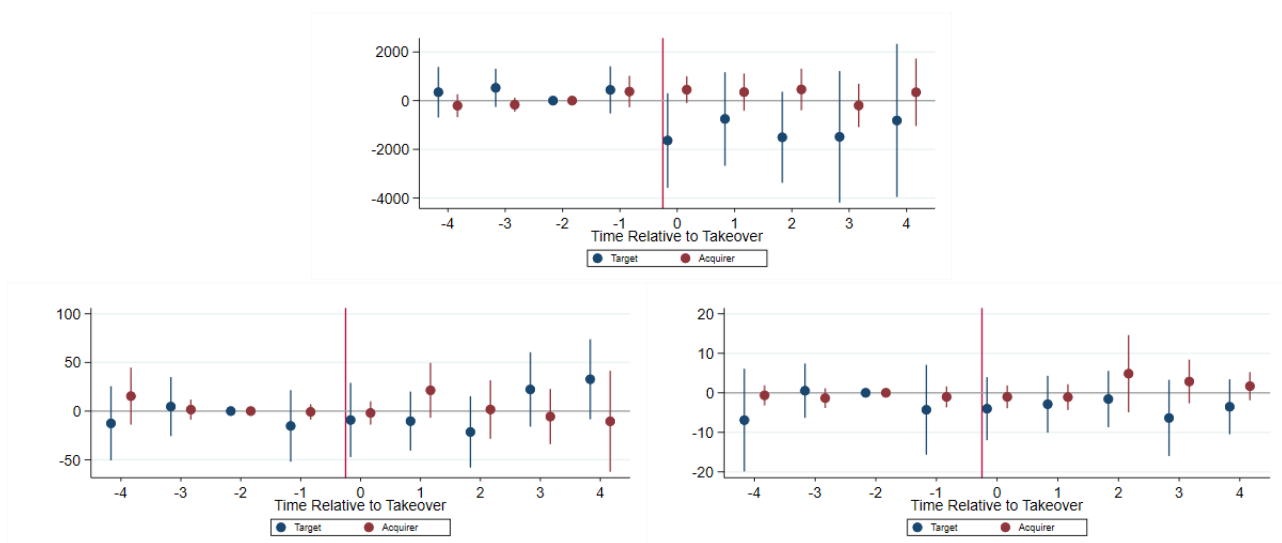 2000
0
-2000
-4000
-4 -3 -2 -1 0 1 2 3 4
Time Relative to Takeover
Target Acquirer
100
50
0
-50
-4 -3 -2 -1 0 1 2 3 4
Time Relative to Takeover
Target Acquirer
20
10
0
-10
-20
-4 -3 -2 -1 0 1 2 3 4
Time Relative to Takeover
Target Acquirer